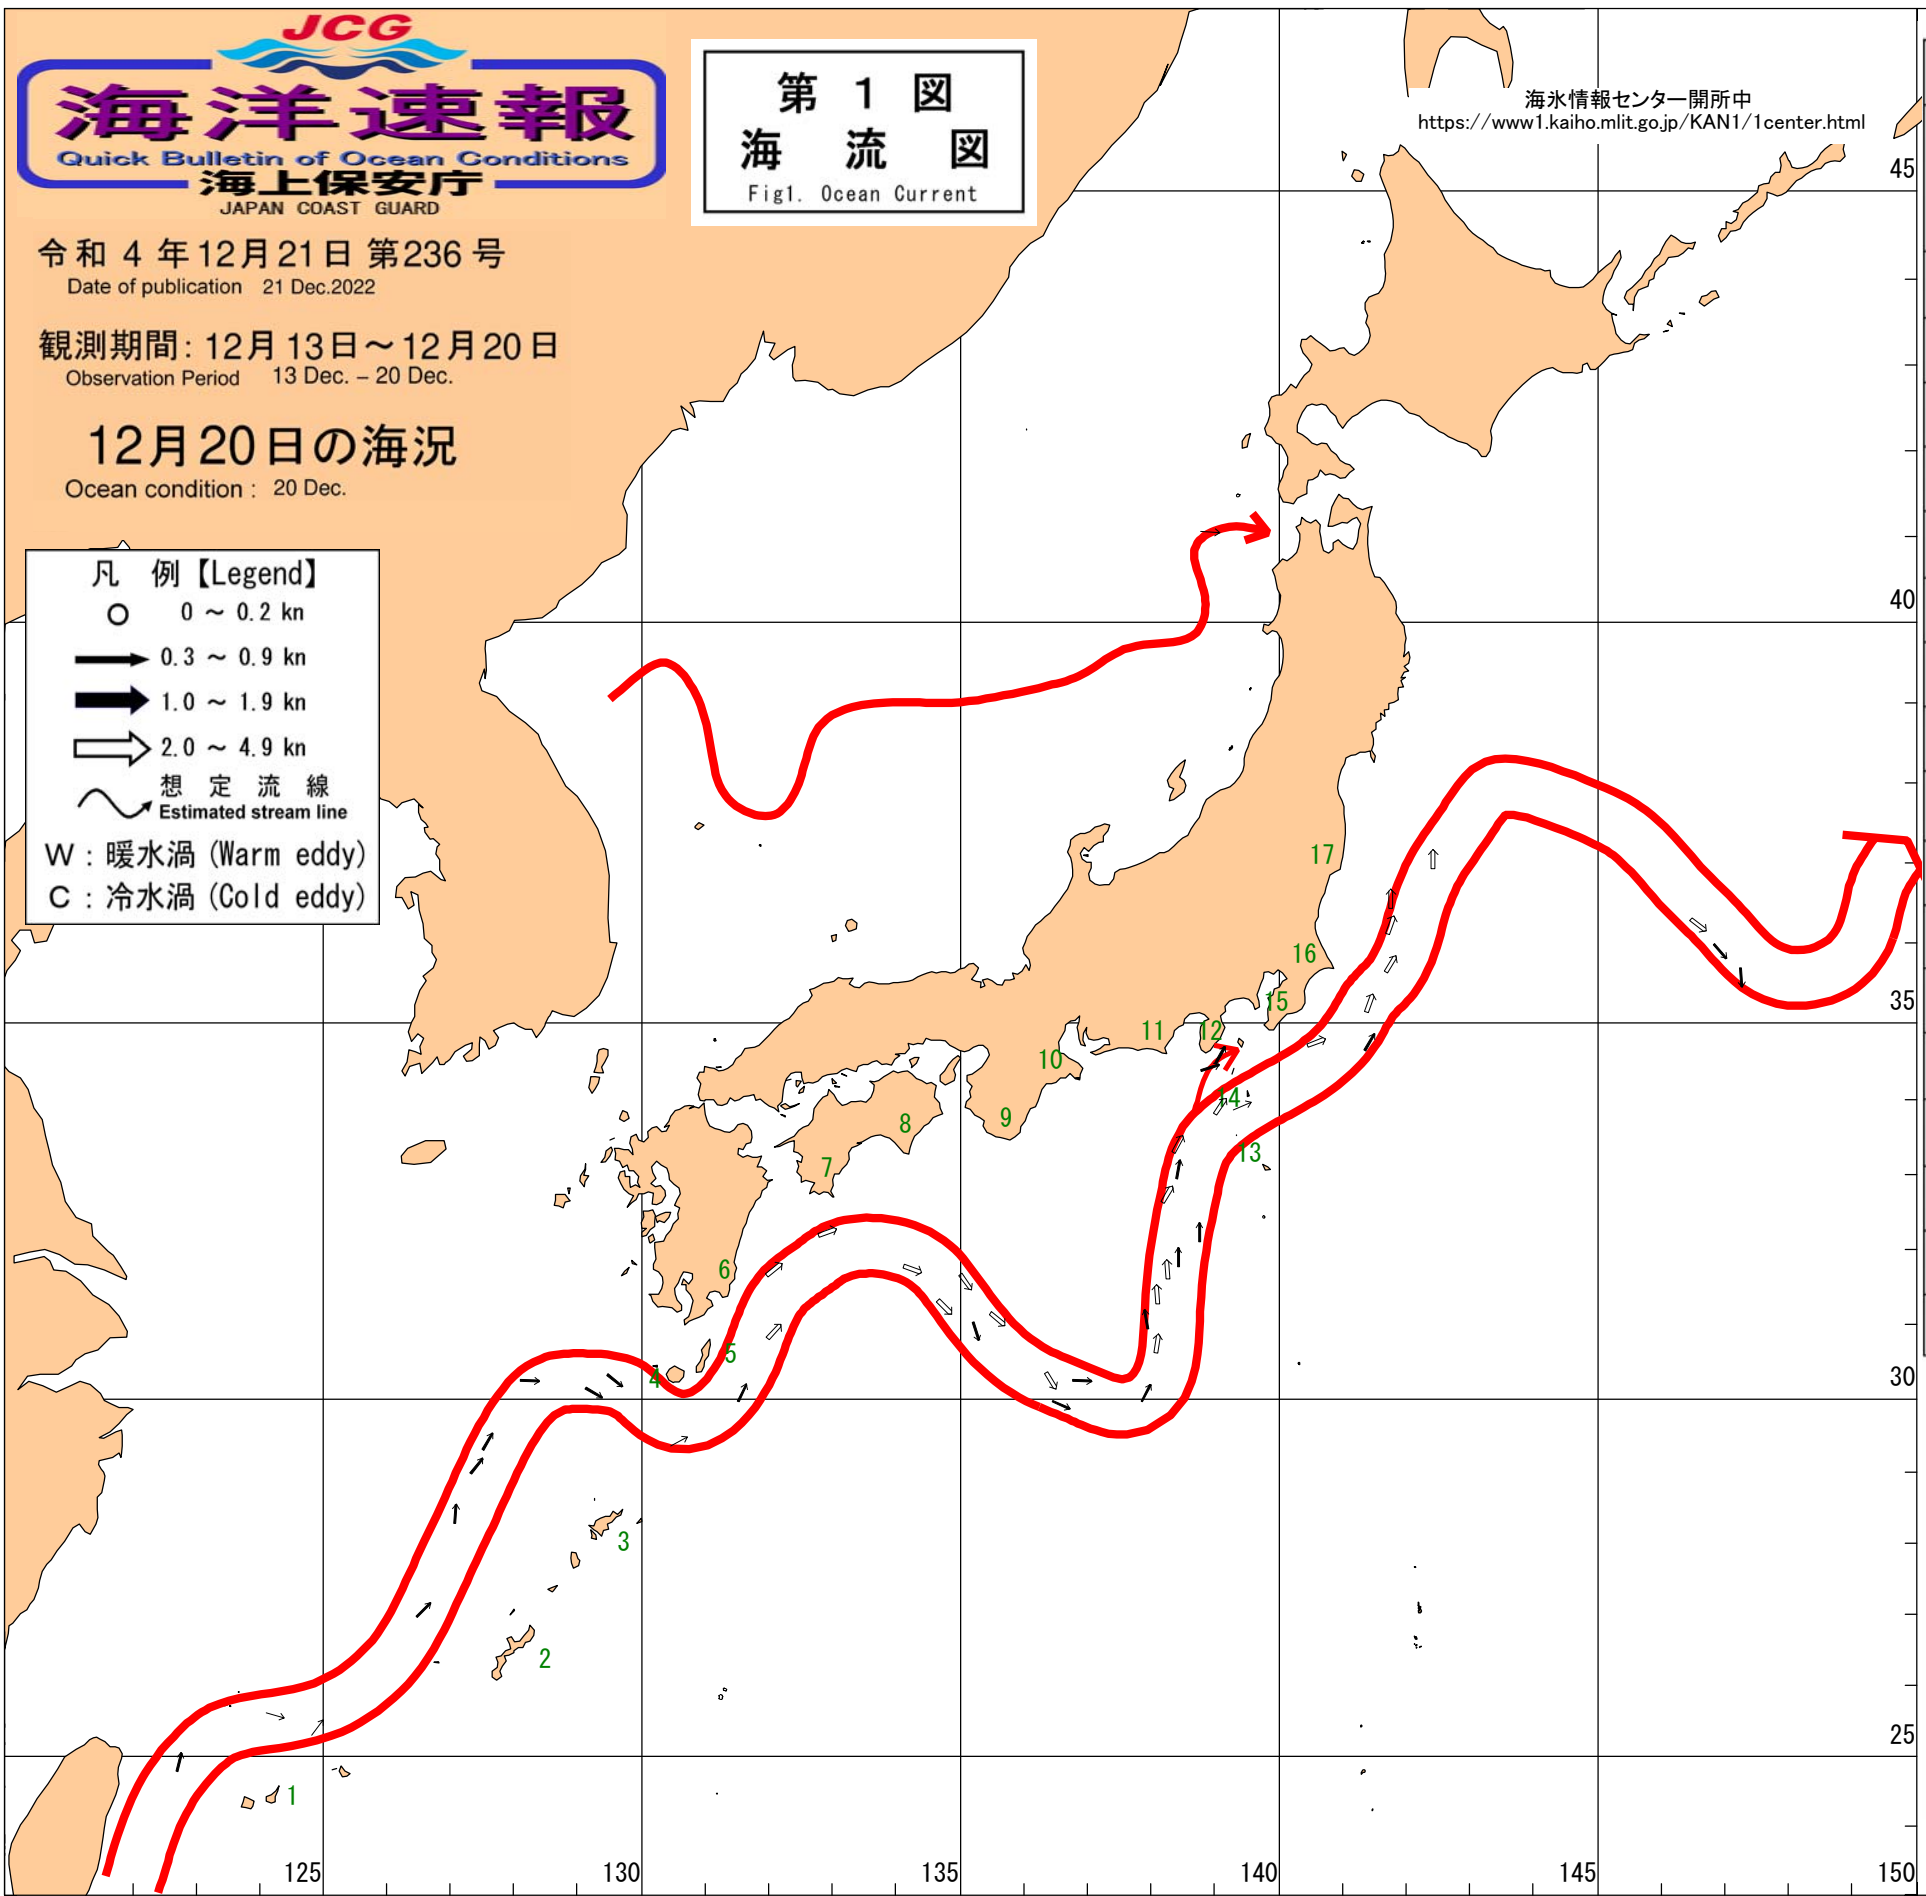 JCG
海洋速報
Quick Bulletin of Ocean Conditions
海上保安庁
JAPAN COAST GUARD
第 1 図
海 流 図
Fig1. Ocean Current
海氷情報センター開所中
https://www1.kaiho.mlit.go.jp/KAN1/1center.html
令和 4 年12月21日 第236 号
Date of publication 21 Dec.2022
観測期間: 12月13日～12月20日
Observation Period 13 Dec. – 20 Dec.
12月20日の海況
Ocean condition : 20 Dec.
凡 例【Legend】
0 ～ 0.2 kn
0.3 ～ 0.9 kn
1.0 ～ 1.9 kn
2.0 ～ 4.9 kn
想 定 流 線
Estimated stream line
W : 暖水渦 (Warm eddy)
C : 冷水渦 (Cold eddy)
45
40
17
16
35
15
12
11
10
14
9
8
13
7
6
5
4
30
3
2
25
1
125
130
135
140
145
150